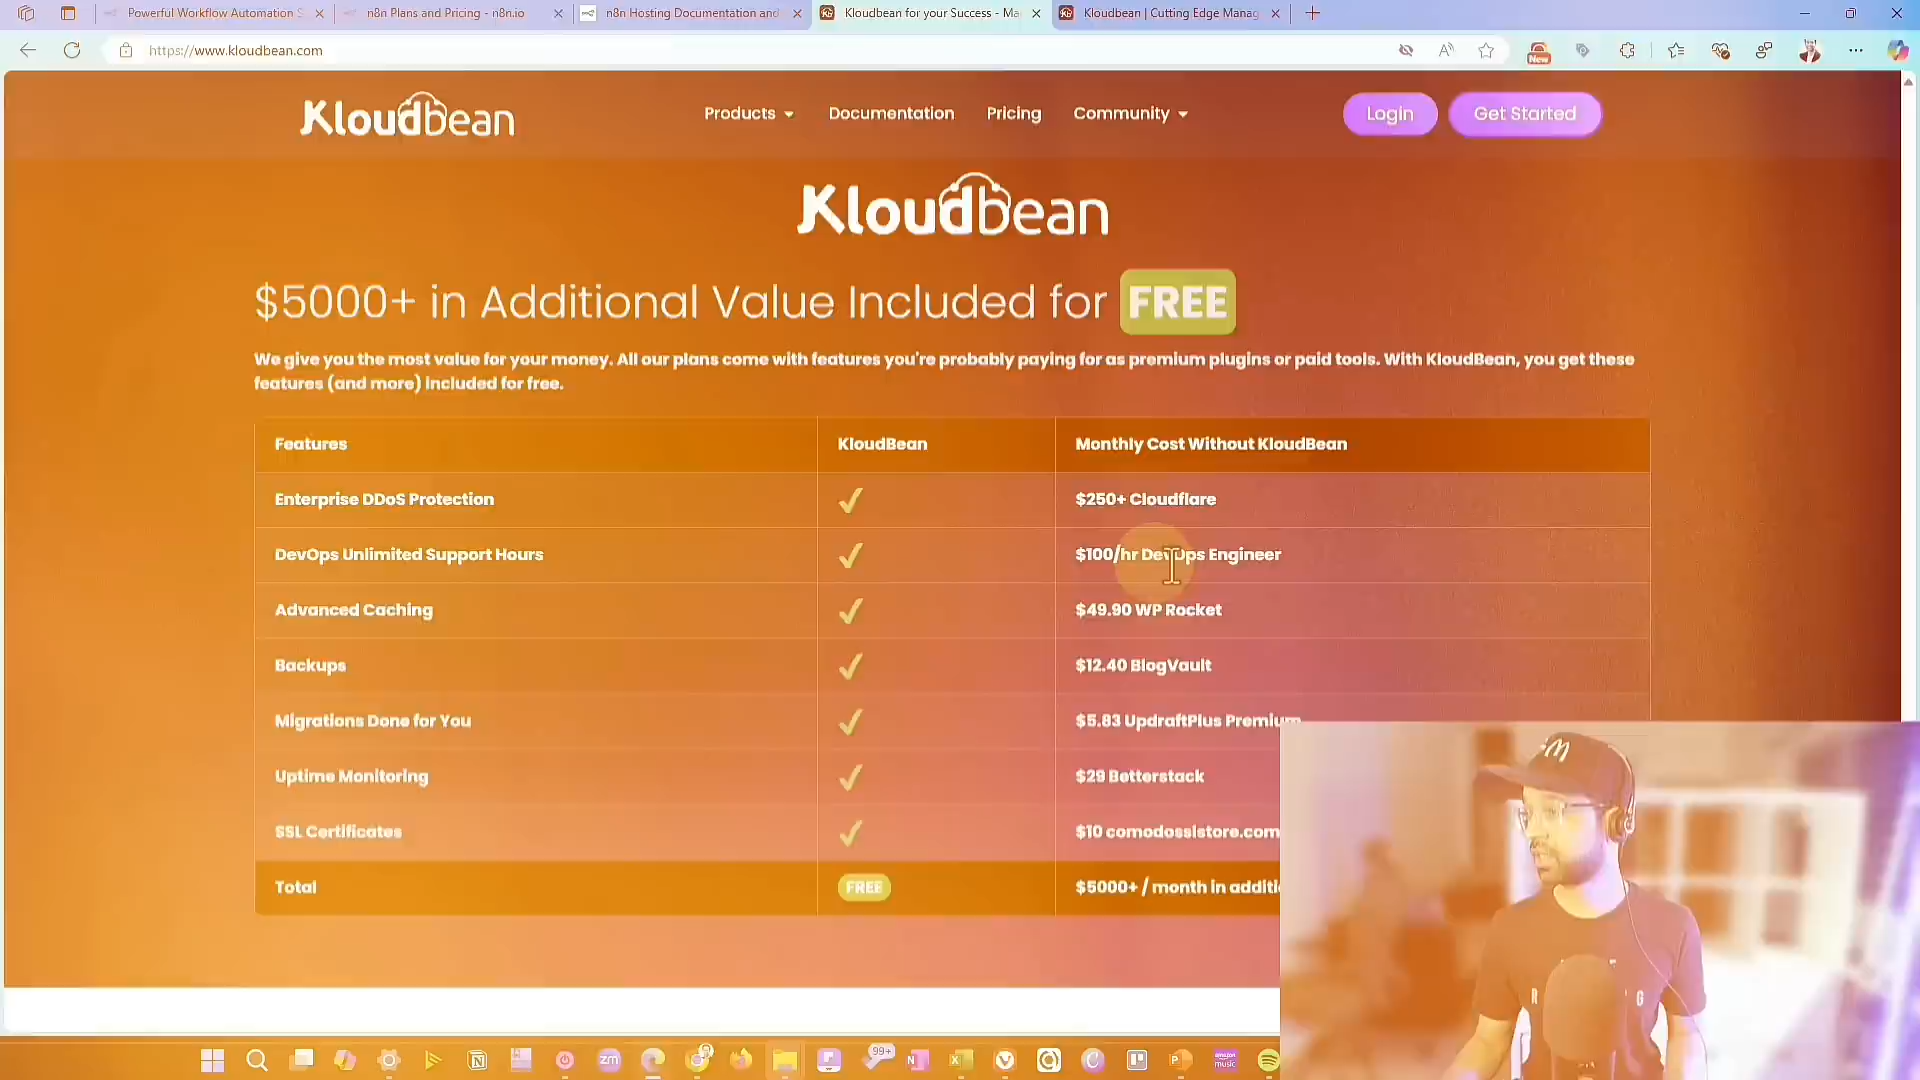 Powerful Workflow Automation S
n8n Plans and Pricing - n8n.io
n8n Hosting Documentation and
Kloudbean for your Success - Ma
Kloudbean | Cutting Edge Manag
https://www.kloudbean.com
New
Kloudbean
Products
Documentation
Pricing
Community
Login
Get Started
Kloudbean
$5000+ in Additional Value Included for FREE
We give you the most value for your money. All our plans come with features you're probably paying for as premium plugins or paid tools. With KloudBean, you get these
features (and more) included for free.
Features KloudBean Monthly Cost Without KloudBean
Enterprise DDoS Protection $250+ Cloudflare
DevOps Unlimited Support Hours $100/hr DevOps Engineer
Advanced Caching $49.90 WP Rocket
Backups $12.40 BlogVault
Migrations Done for You $5.83 UpdraftPlus Premium
Uptime Monitoring $29 Betterstack
SSL Certificates $10 comodosslstore.com
Total FREE $5000+ / month in additi
zm
99+
amazon music